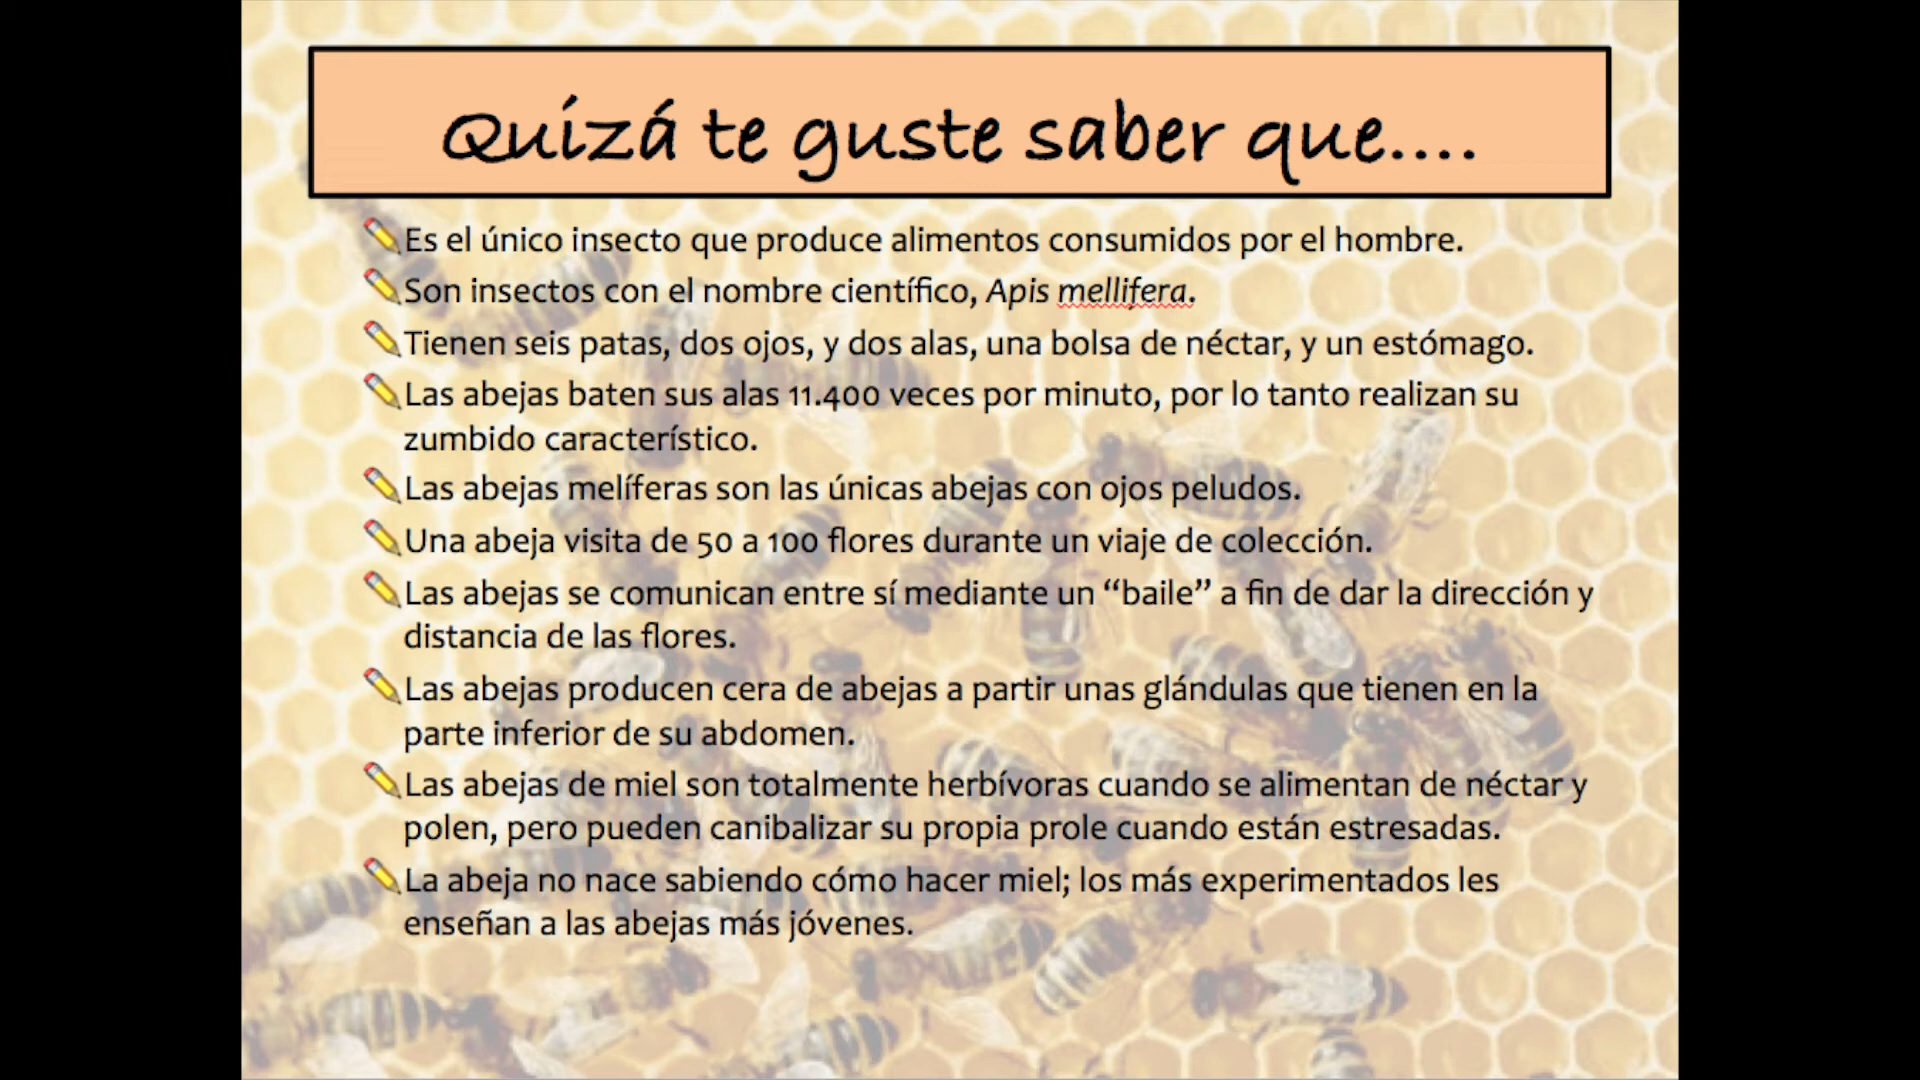 Quizá te guste saber que....
Es el único insecto que produce alimentos consumidos por el hombre.
Son insectos con el nombre científico, Apis mellifera.
Tienen seis patas, dos ojos, y dos alas, una bolsa de néctar, y un estómago.
Las abejas baten sus alas 11.400 veces por minuto, por lo tanto realizan su
zumbido característico.
Las abejas melíferas son las únicas abejas con ojos peludos.
Una abeja visita de 50 a 100 flores durante un viaje de colección.
Las abejas se comunican entre sí mediante un “baile” a fin de dar la dirección y
distancia de las flores.
Las abejas producen cera de abejas a partir unas glándulas que tienen en la
parte inferior de su abdomen.
Las abejas de miel son totalmente herbívoras cuando se alimentan de néctar y
polen, pero pueden canibalizar su propia prole cuando están estresadas.
La abeja no nace sabiendo cómo hacer miel; los más experimentados les
enseñan a las abejas más jóvenes.